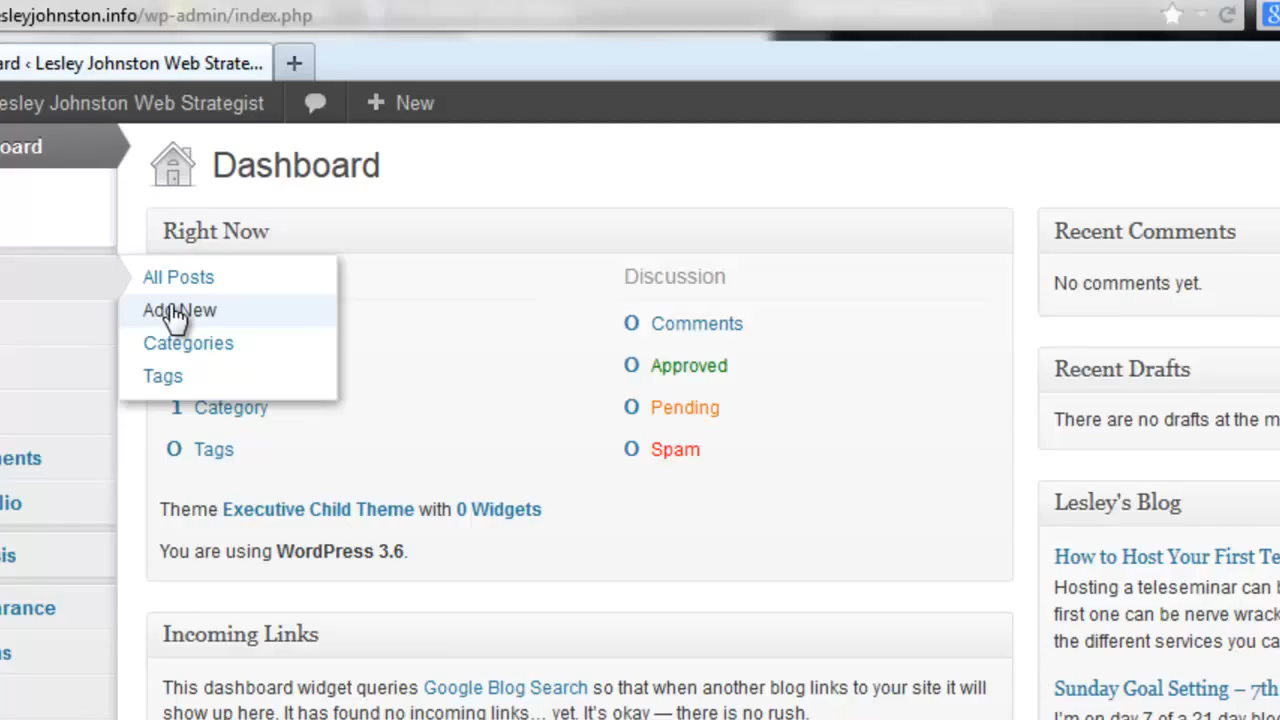 sleyjohnston.info/wp-admin/index.php
ard ‹ Lesley Johnston Web Strate...
esley Johnston Web Strategist
+ New
oard
Dashboard
Right Now
Recent Comments
All Posts
Discussion
No comments yet.
Add New
0 Comments
Categories
0 Approved
Recent Drafts
Tags
1 Category
0 Pending
There are no drafts at the m
0 Tags
0 Spam
ents
lio
Lesley's Blog
Theme Executive Child Theme with 0 Widgets
You are using WordPress 3.6.
sis
How to Host Your First Te
Hosting a teleseminar can b
arance
first one can be nerve wrack
Incoming Links
the different services you ca
ns
This dashboard widget queries Google Blog Search so that when another blog links to your site it will
show up here. It has found no incoming links... yet. It's okay — there is no rush.
Sunday Goal Setting – 7th
I'm on day 7 of a 21 day blog